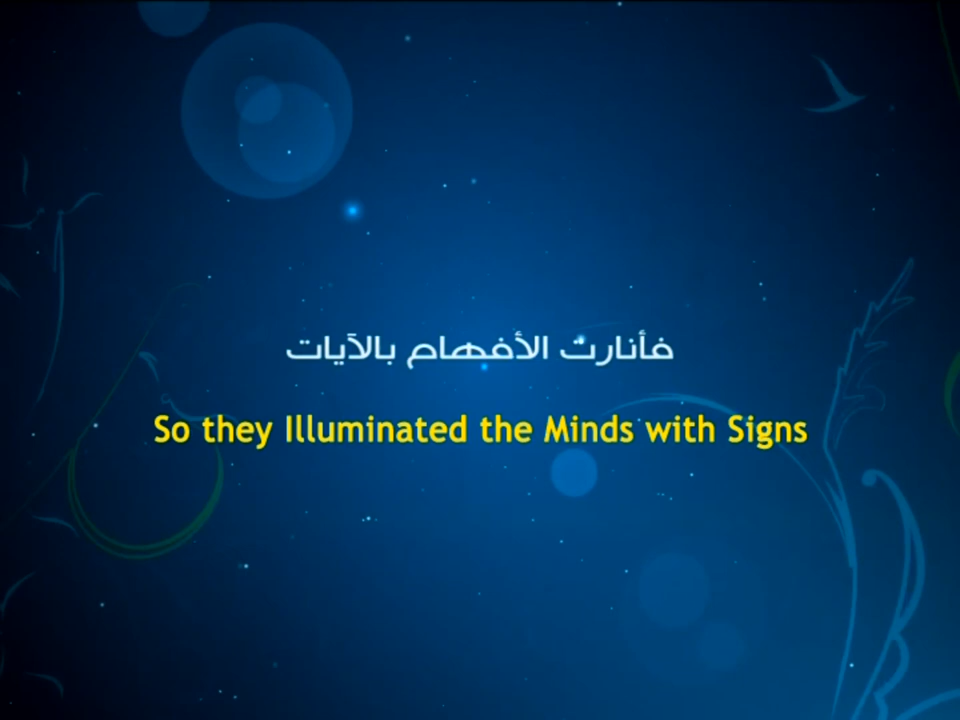 فأنارت الأفهام بالآيات
So they Illuminated the Minds with Signs